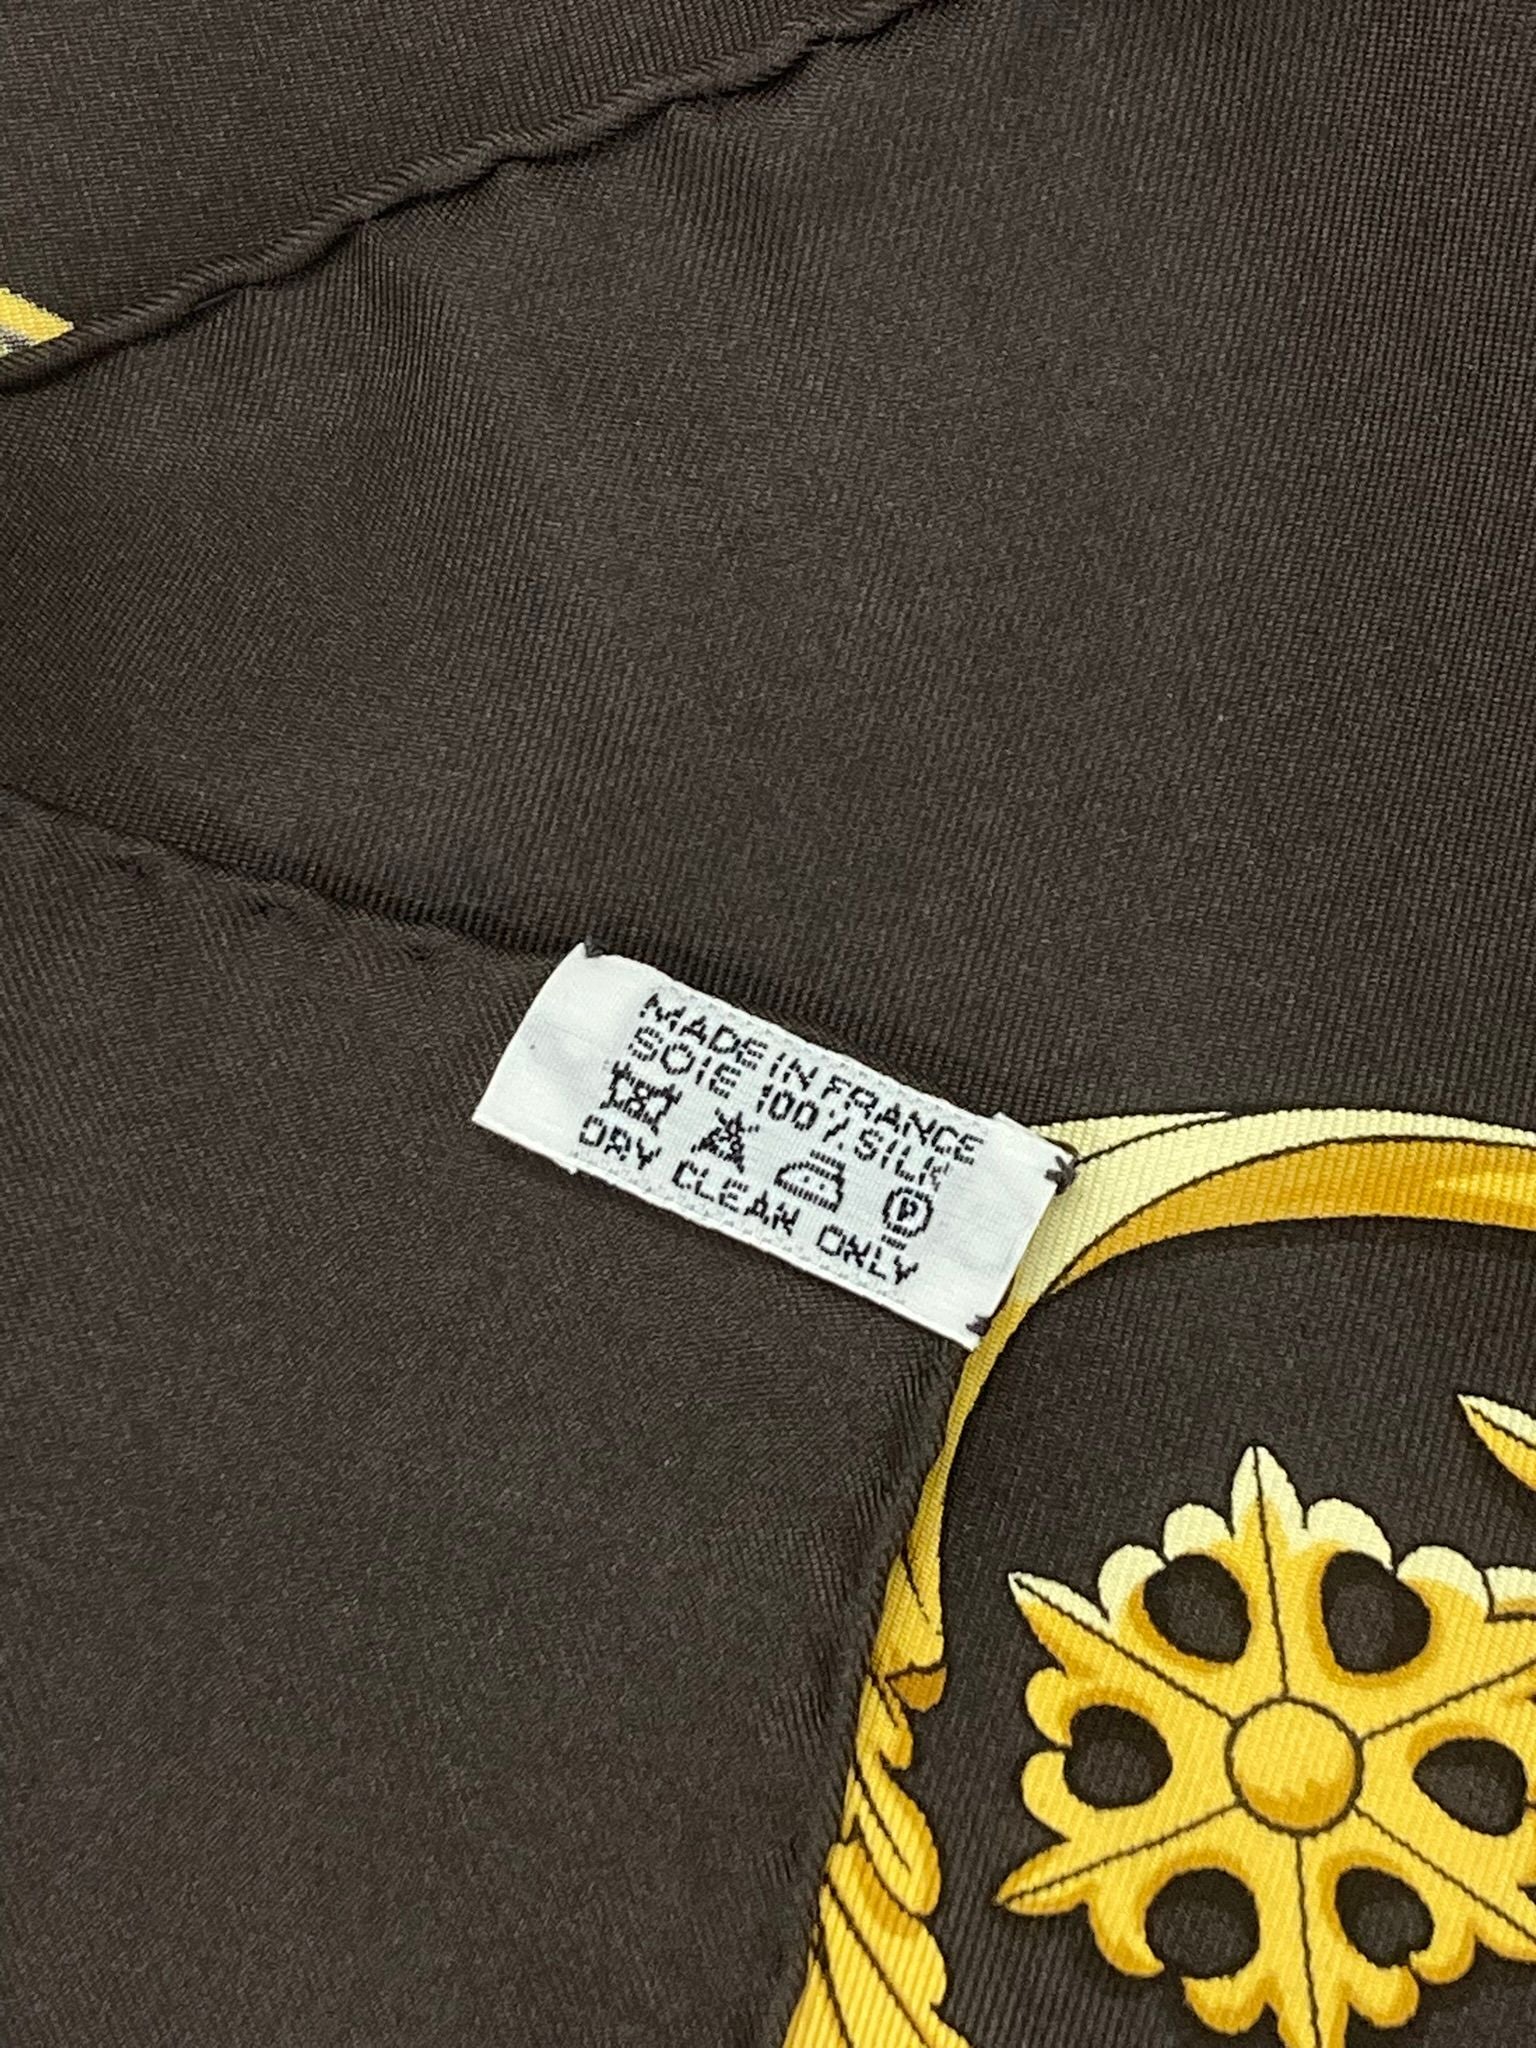 MADE IN FRANCE
SOIE 100% SILK
P
DRY CLEAN ONLY